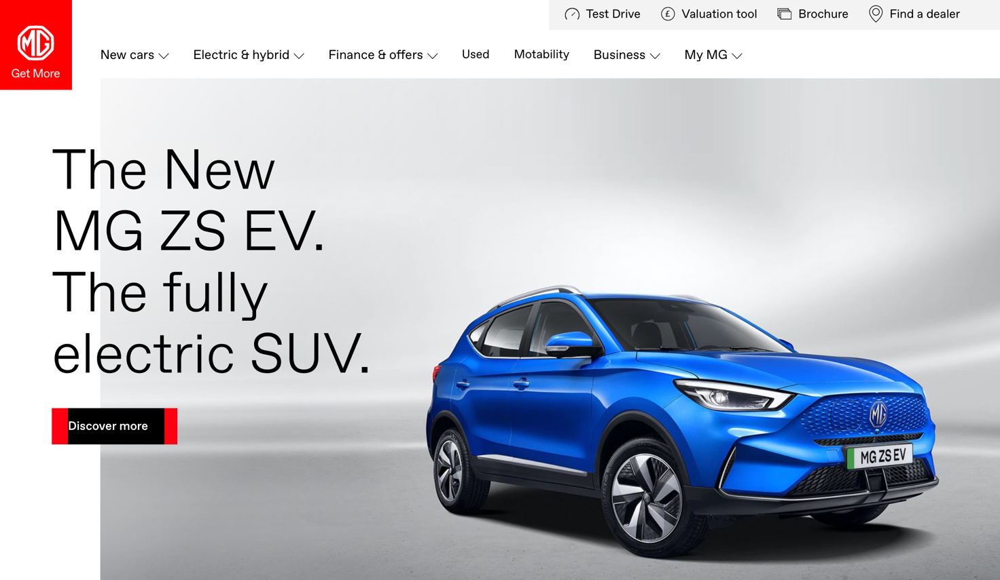 Test Drive
Valuation tool
Brochure
Find a dealer
MG
Get More
New cars
Electric & hybrid
Finance & offers
Used
Motability
Business
My MG
The New
MG ZS EV.
The fully
electric SUV.
Discover more
MG
MG ZS EV